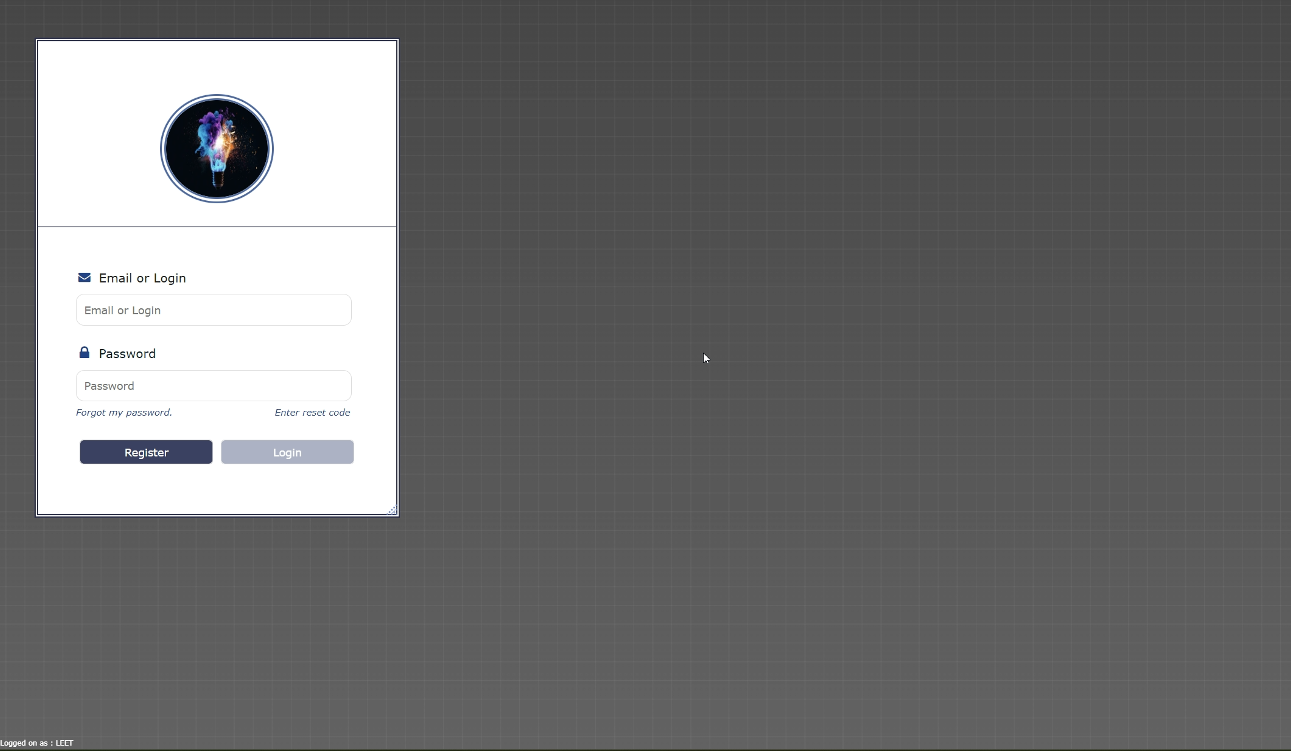 Email or Login
Email or Login
Password
Password
Forgot my password.
Enter reset code
Register
Login
Logged on as : LEET